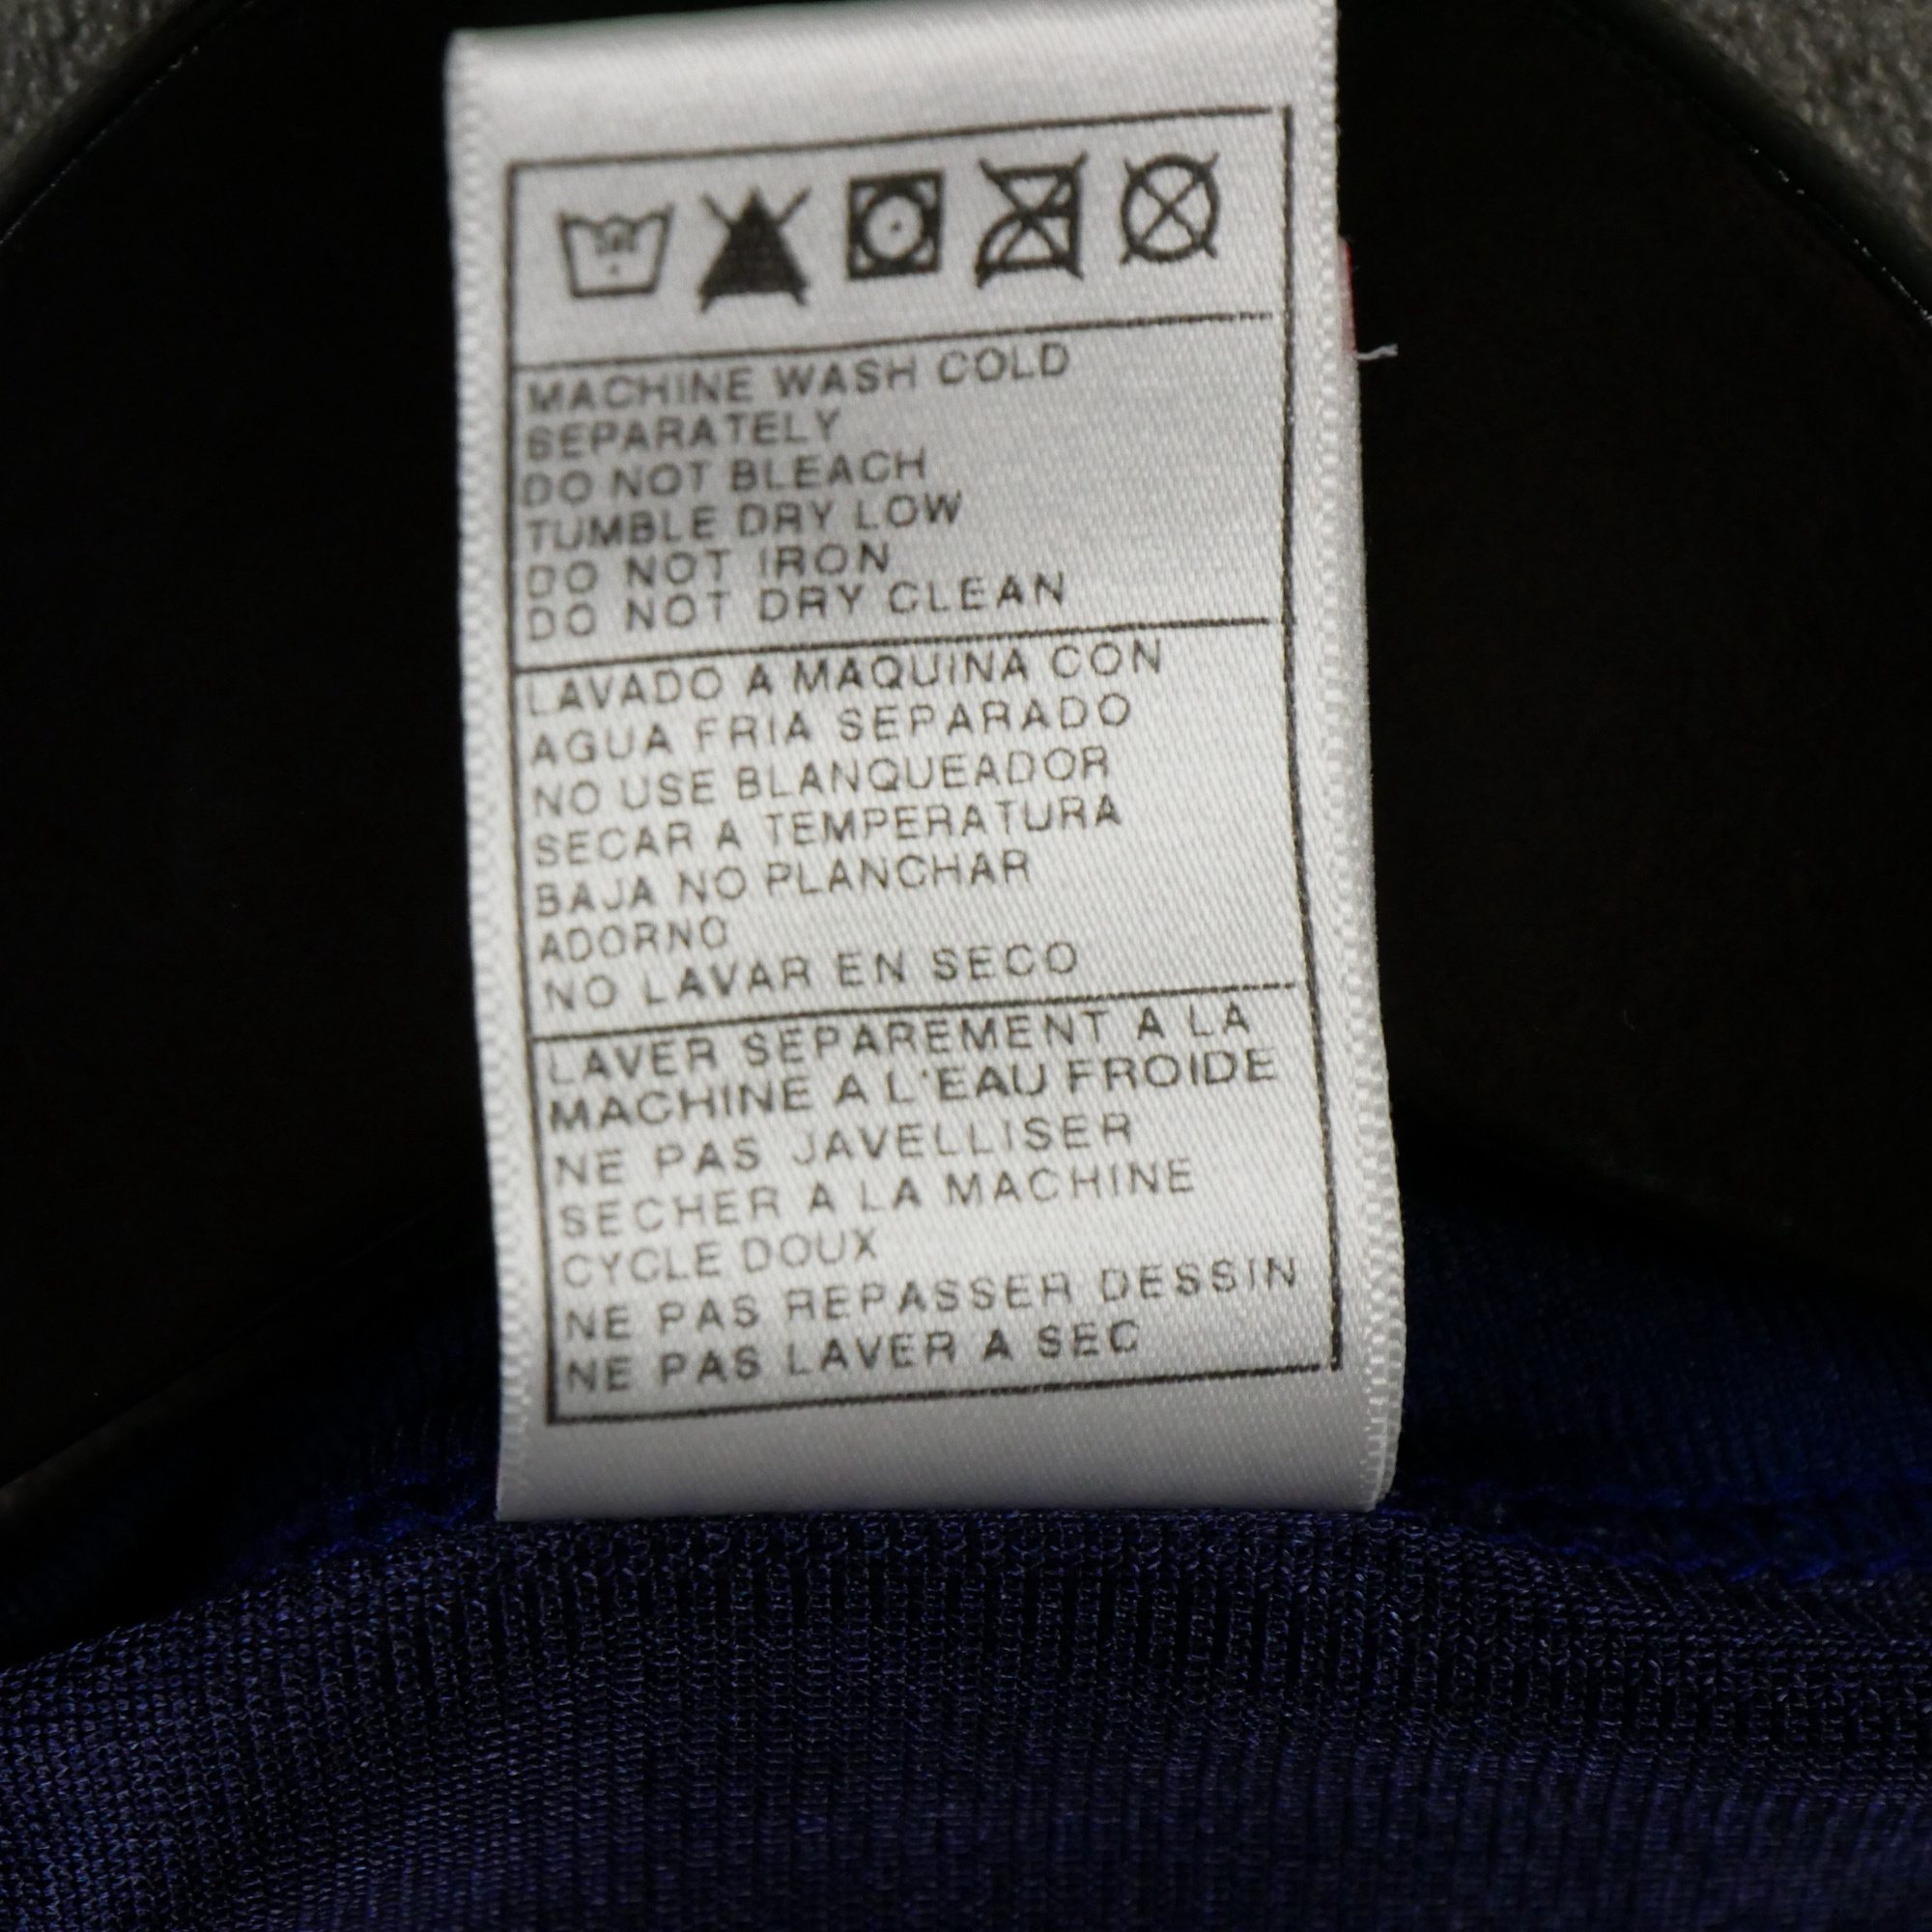 MACHINE WASH COLD
SEPARATELY
DO NOT BLEACH
TUMBLE DRY LOW
DO NOT IRON
DO NOT DRY CLEAN
LAVADO A MAQUINA CON
AGUA FRIA SEPARADO
NO USE BLANQUEADOR
SECAR A TEMPERATURA
BAJA NO PLANCHAR
ADORNO
NO LAVAR EN SECO
LAVER SEPAREMENT A LA
MACHINE A L'EAU FROIDE
NE PAS JAVELLISER
SECHER A LA MACHINE
CYCLE DOUX
NE PAS REPASSER DESSIN
NE PAS LAVER A SEC